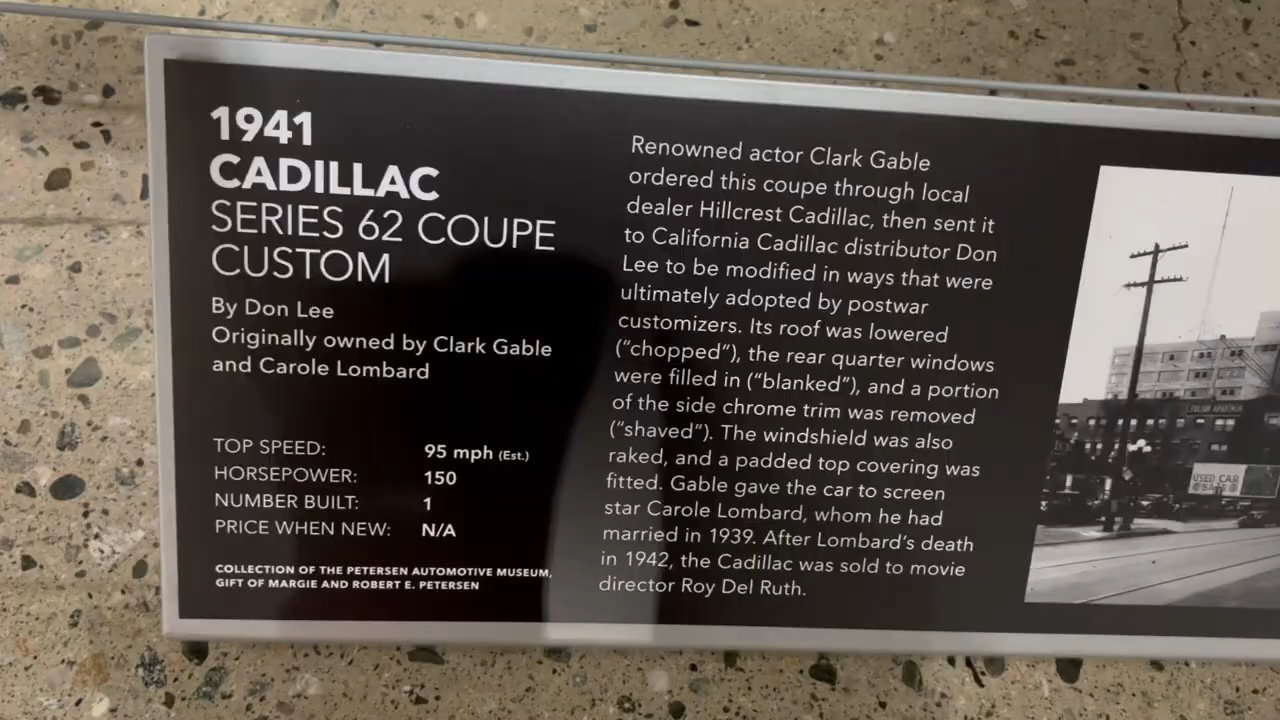 1941
CADILLAC
SERIES 62 COUPE
CUSTOM
By Don Lee
Originally owned by Clark Gable
and Carole Lombard
TOP SPEED: 95 mph (Est.)
HORSEPOWER: 150
NUMBER BUILT: 1
PRICE WHEN NEW: N/A
COLLECTION OF THE PETERSEN AUTOMOTIVE MUSEUM,
GIFT OF MARGIE AND ROBERT E. PETERSEN
Renowned actor Clark Gable
ordered this coupe through local
dealer Hillcrest Cadillac, then sent it
to California Cadillac distributor Don
Lee to be modified in ways that were
ultimately adopted by postwar
customizers. Its roof was lowered
(“chopped”), the rear quarter windows
were filled in (“blanked”), and a portion
of the side chrome trim was removed
(“shaved”). The windshield was also
raked, and a padded top covering was
fitted. Gable gave the car to screen
star Carole Lombard, whom he had
married in 1939. After Lombard’s death
in 1942, the Cadillac was sold to movie
director Roy Del Ruth.
USED CAR